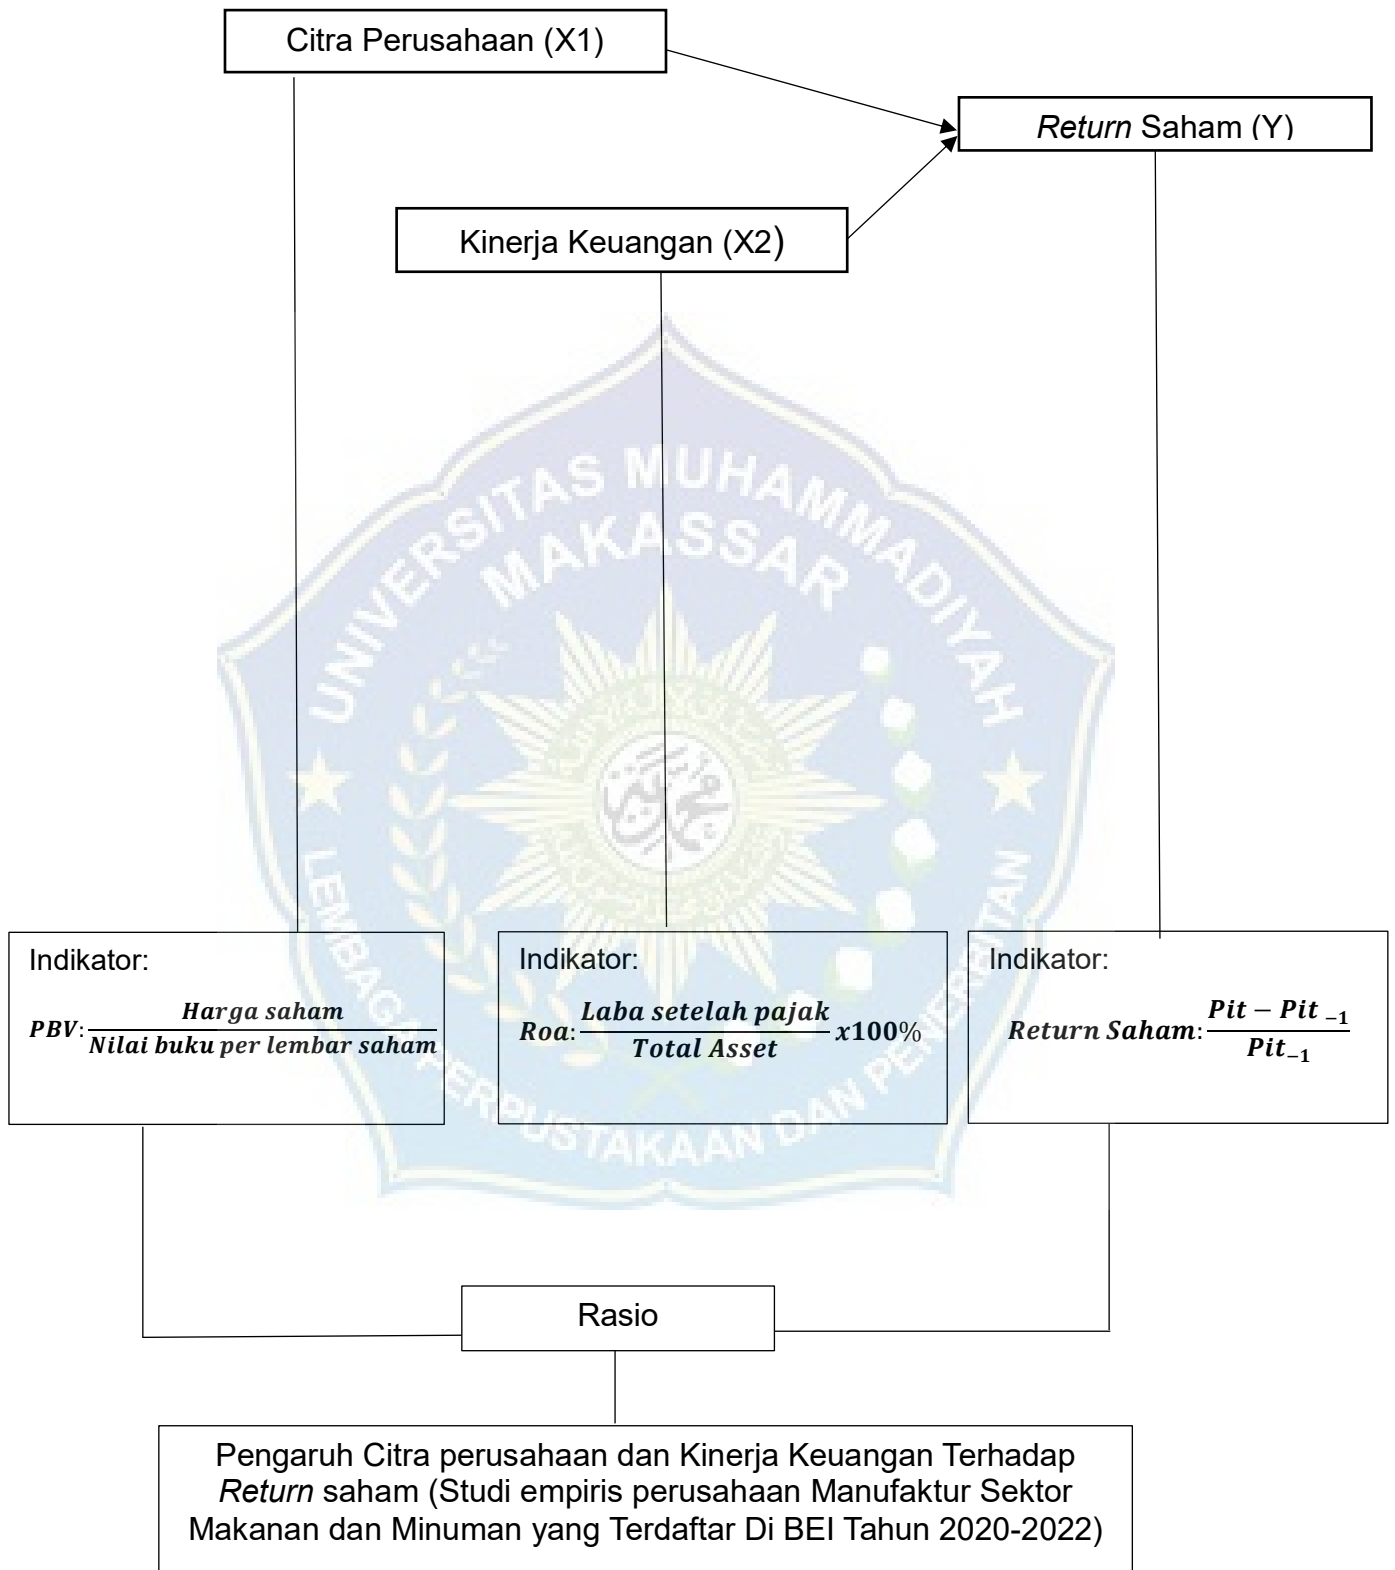 Citra Perusahaan (X1)
Return Saham (Y)
Kinerja Keuangan (X2)
UNIVERSITAS MUHAMMADIYAH
MAKASSAR
LEMBAGA PERPUSTAKAAN DAN PENERBITAN
Indikator:
PBV: Harga saham / Nilai buku per lembar saham
Indikator:
Roa: Laba setelah pajak / Total Asset x100%
Indikator:
Return Saham: Pit − Pit ₋₁ / Pit₋₁
Rasio
Pengaruh Citra perusahaan dan Kinerja Keuangan Terhadap
Return saham (Studi empiris perusahaan Manufaktur Sektor
Makanan dan Minuman yang Terdaftar Di BEI Tahun 2020-2022)